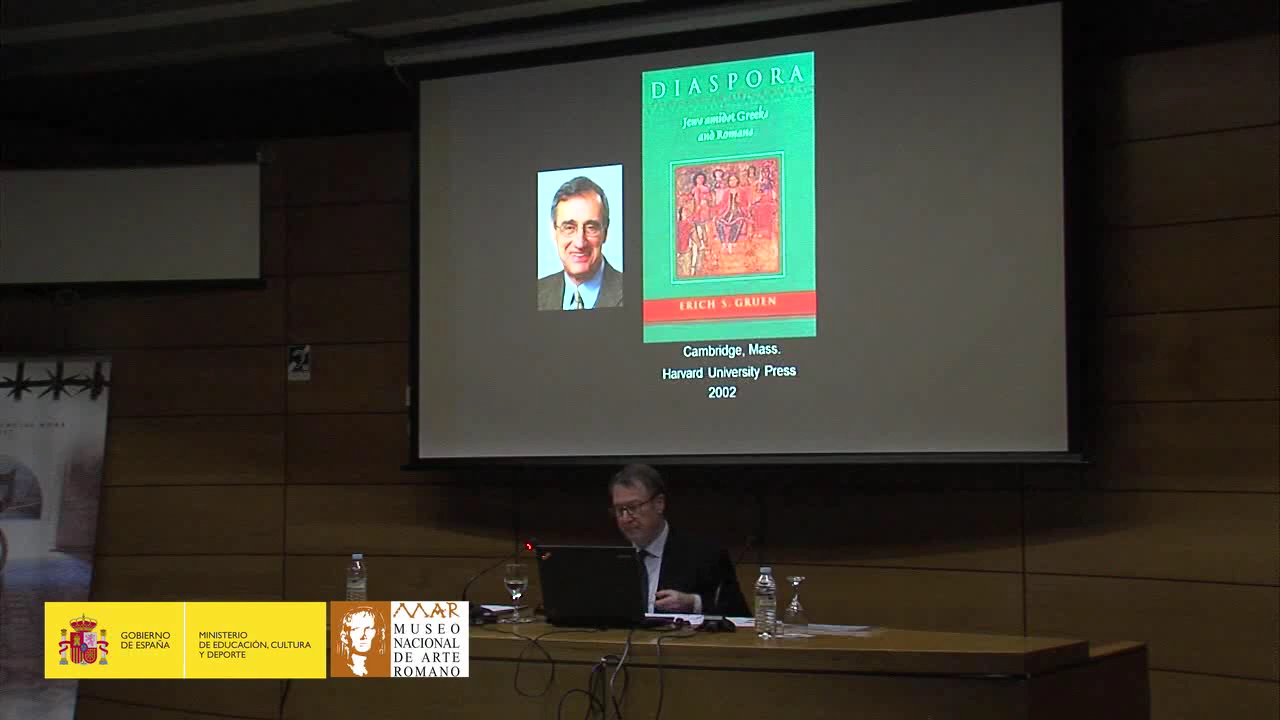 DIASPORA
Jews amidst Greeks
and Romans
ERICH S. GRUEN
Cambridge, Mass.
Harvard University Press
2002
GOBIERNO
DE ESPAÑA
MINISTERIO
DE EDUCACIÓN, CULTURA
Y DEPORTE
MAR
MUSEO
NACIONAL
DE ARTE
ROMANO